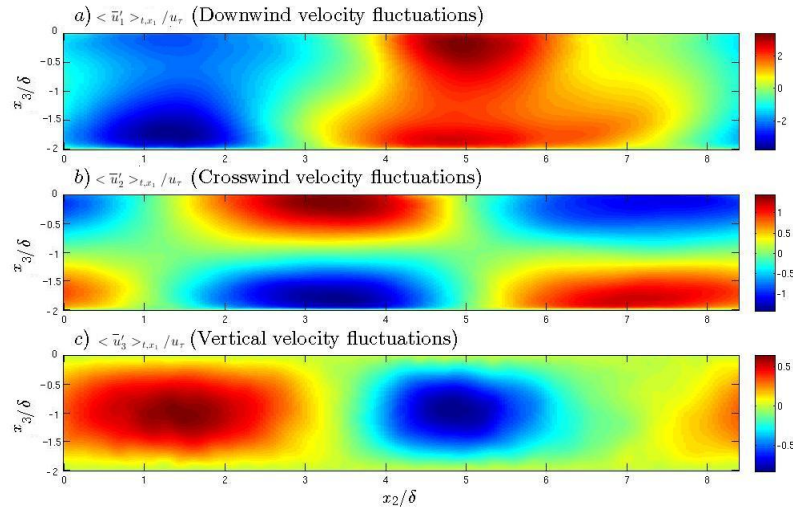 a) < ū′₁ >ₜ,ₓ₁ /u_τ (Downwind velocity fluctuations)
x₃/δ
0
-0.5
-1
-1.5
-2
0 1 2 3 4 5 6 7 8
2
0
-2
b) < ū′₂ >ₜ,ₓ₁ /u_τ (Crosswind velocity fluctuations)
x₃/δ
0
-0.5
-1
-1.5
-2
0 1 2 3 4 5 6 7 8
1
0.5
0
-0.5
-1
c) < ū′₃ >ₜ,ₓ₁ /u_τ (Vertical velocity fluctuations)
x₃/δ
0
-0.5
-1
-1.5
-2
0 1 2 3 4 5 6 7 8
0.5
0
-0.5
x₂/δ